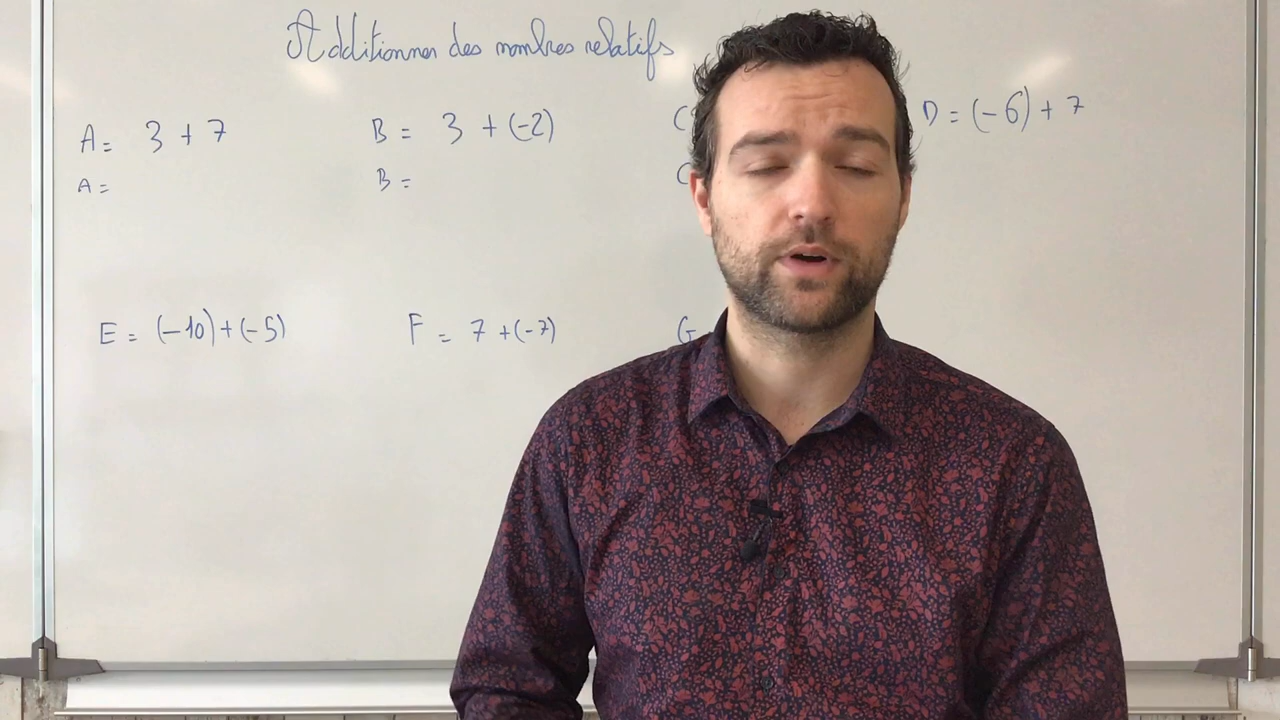 Additionner des nombres relatifs
A = 3 + 7
B = 3 + (-2)
C
D = (-6) + 7
A =
B =
C
E = (-10) + (-5)
F = 7 + (-7)
G